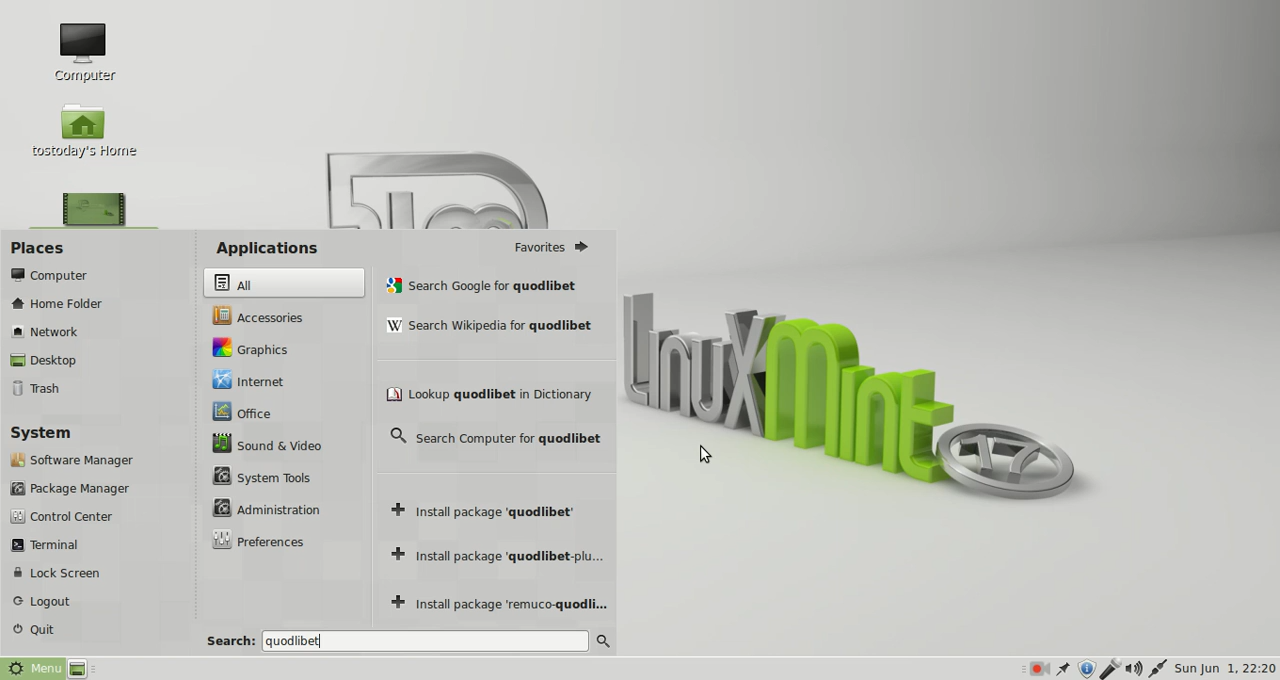 Computer
tostoday's Home
Places
Computer
Home Folder
Network
Desktop
Trash
System
Software Manager
Package Manager
Control Center
Terminal
Lock Screen
Logout
Quit
Applications
Favorites
All
Accessories
Graphics
Internet
Office
Sound & Video
System Tools
Administration
Preferences
Search Google for quodlibet
Search Wikipedia for quodlibet
Lookup quodlibet in Dictionary
Search Computer for quodlibet
Install package 'quodlibet'
Install package 'quodlibet-plu...
Install package 'remuco-quodli...
Search: quodlibet
LinuxMint
17
Menu
Sun Jun 1, 22:20